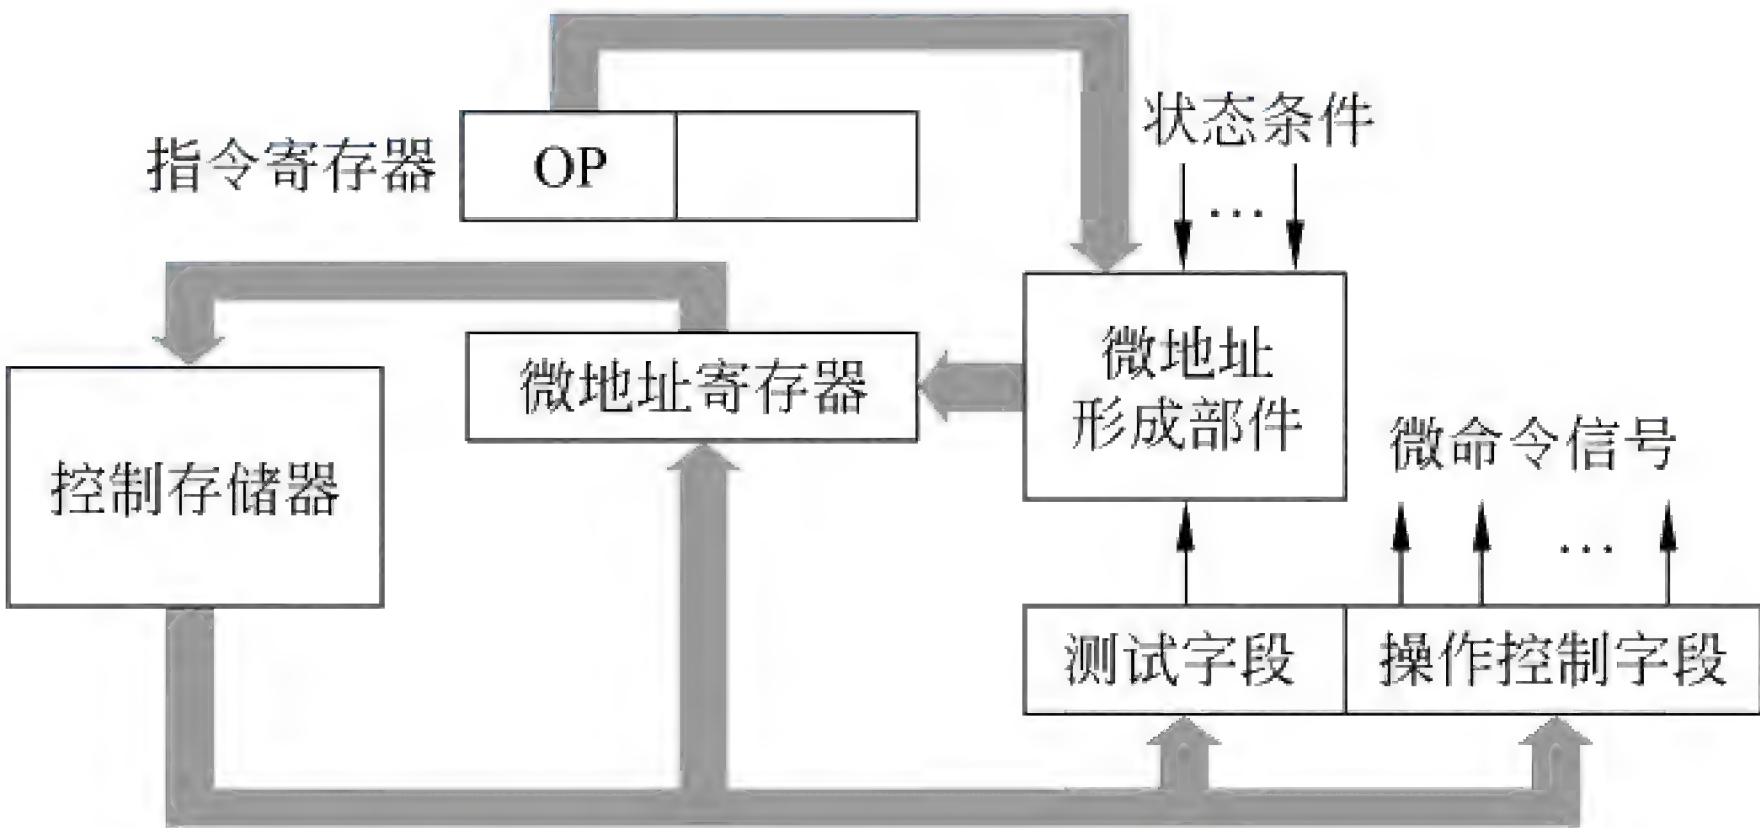 状态条件
指令寄存器
OP
…
微地址
形成部件
微地址寄存器
微命令信号
控制存储器
…
测试字段
操作控制字段